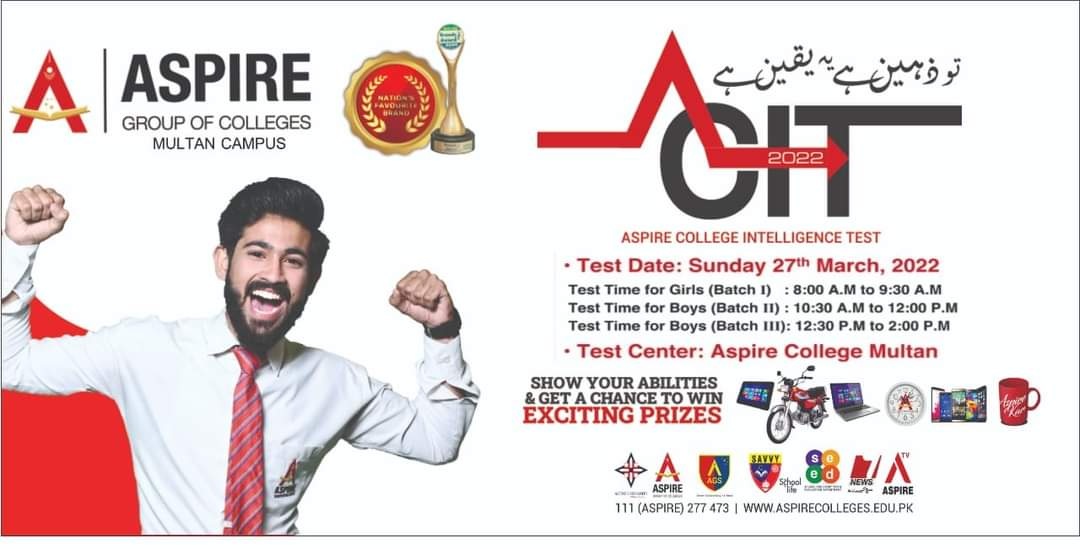 ASPIRE
GROUP OF COLLEGES
MULTAN CAMPUS
NATION'S
FAVOURITE
BRAND
تو ذہین ہے یہ یقین ہے
ACIT
2022
ASPIRE COLLEGE INTELLIGENCE TEST
• Test Date: Sunday 27th March, 2022
Test Time for Girls (Batch I) : 8:00 A.M to 9:30 A.M
Test Time for Boys (Batch II) : 10:30 A.M to 12:00 P.M
Test Time for Boys (Batch III): 12:30 P.M to 2:00 P.M
• Test Center: Aspire College Multan
SHOW YOUR ABILITIES
& GET A CHANCE TO WIN
EXCITING PRIZES
ASPIRE
ASPIRE
AGS
SAVVY
School
life
seed
NEWS
TV
ASPIRE
111 (ASPIRE) 277 473 | WWW.ASPIRECOLLEGES.EDU.PK